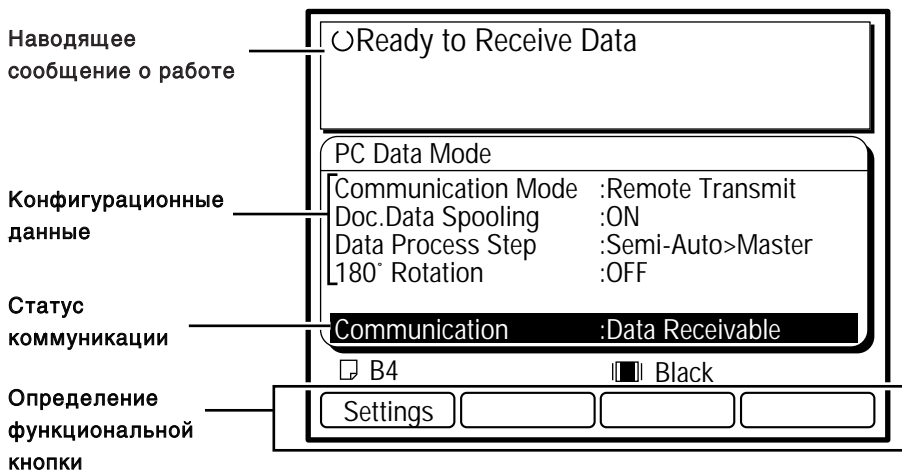 Наводящее
сообщение о работе
Ready to Receive Data
PC Data Mode
Конфигурационные
данные
Communication Mode :Remote Transmit
Doc.Data Spooling :ON
Data Process Step :Semi-Auto>Master
180° Rotation :OFF
Статус
коммуникации
Communication :Data Receivable
B4 Black
Определение
функциональной
кнопки
Settings